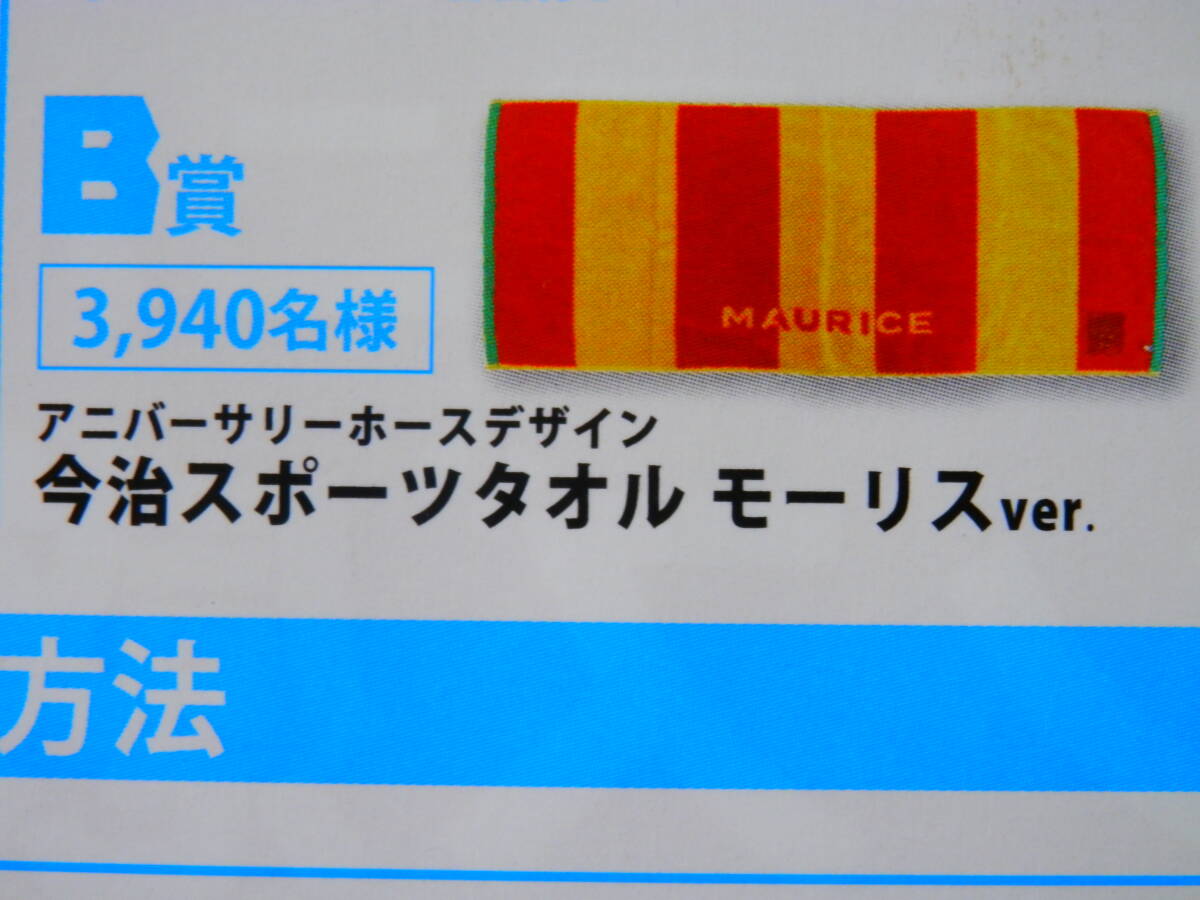 B賞
MAURICE
3,940名様
アニバーサリーホースデザイン
今治スポーツタオル モーリスver.
方法